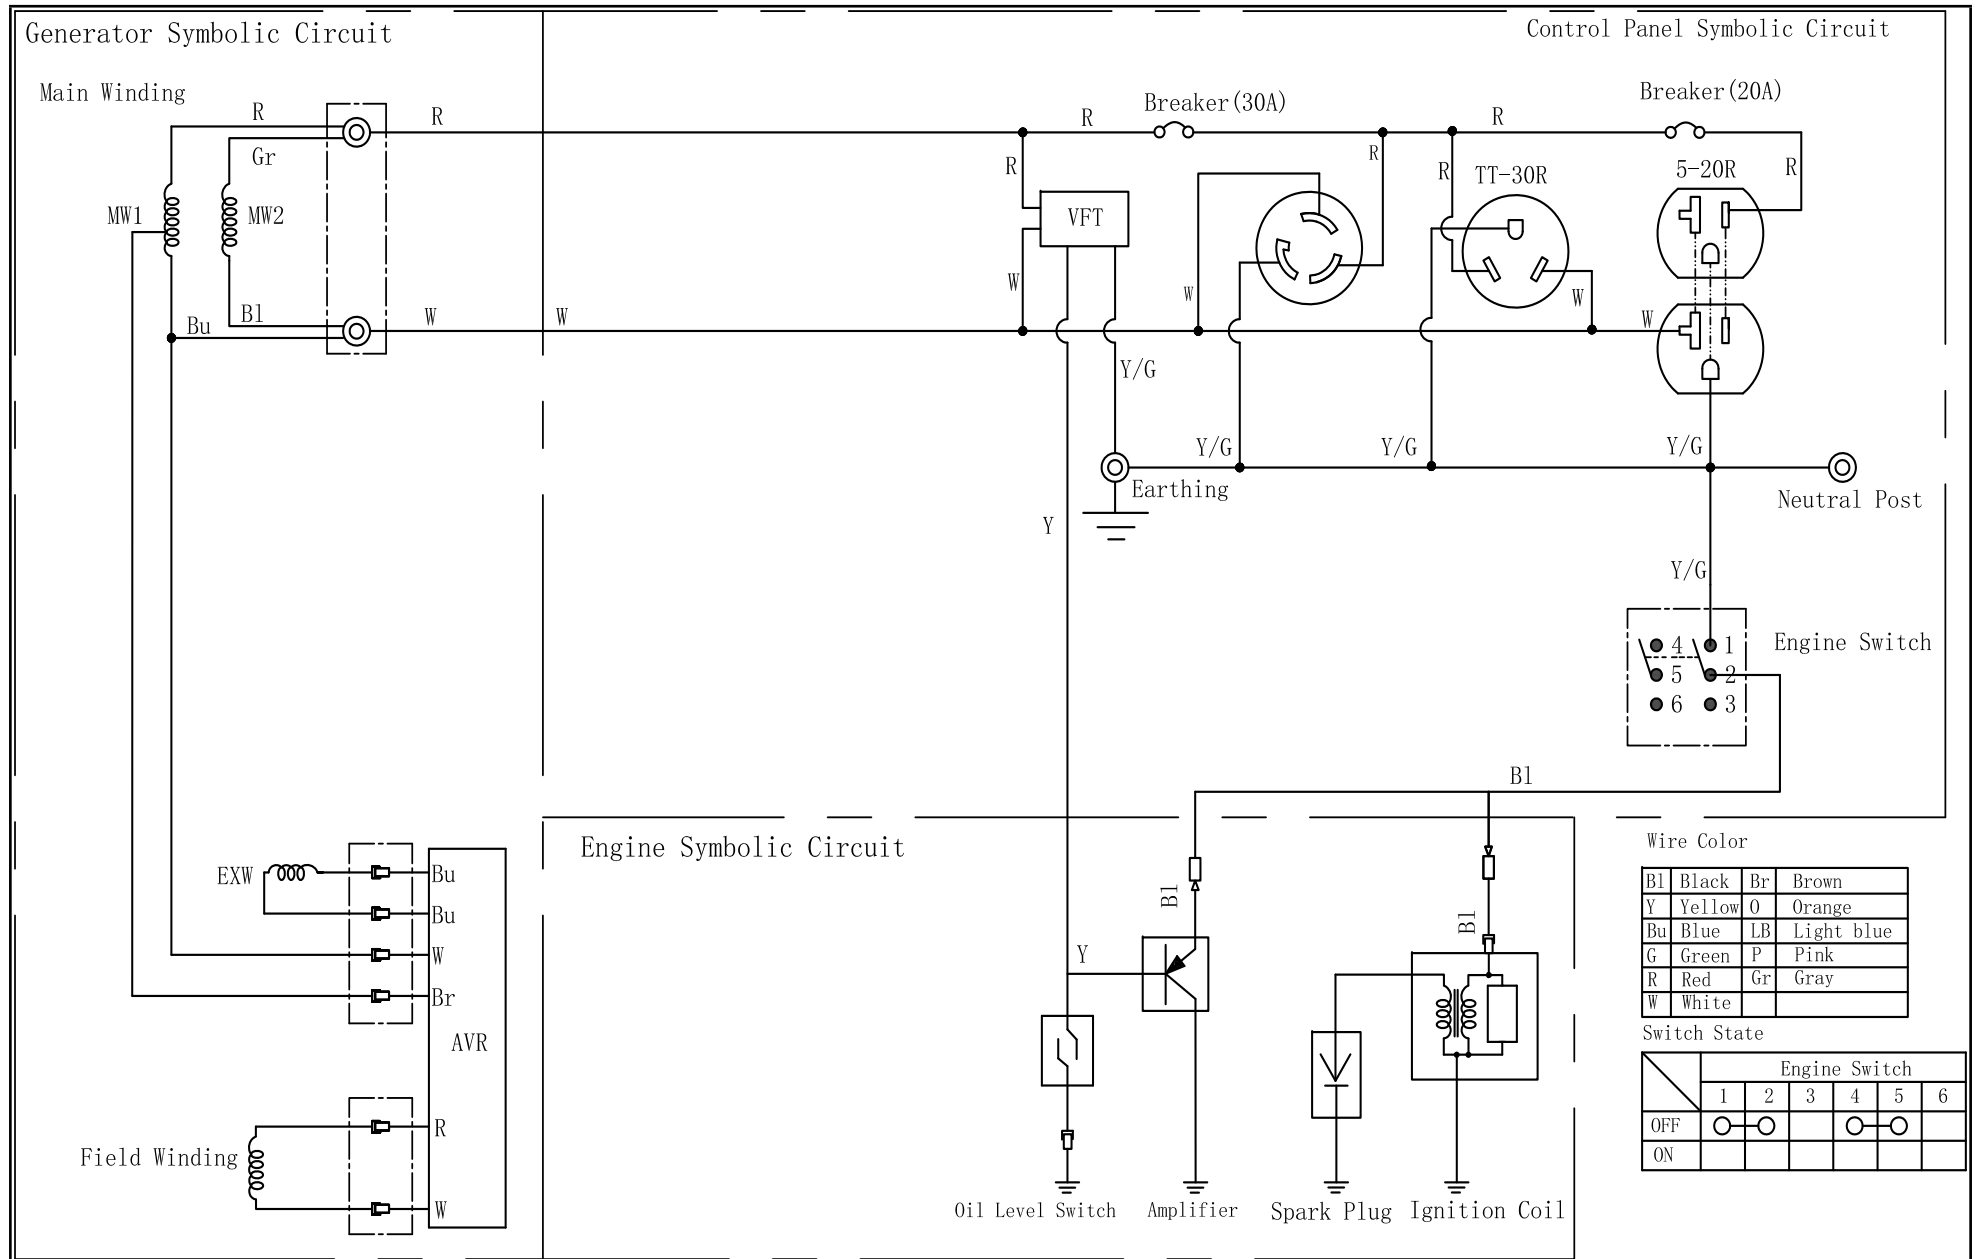 Generator Symbolic Circuit
Control Panel Symbolic Circuit
Main Winding
R
Gr
R
MW1
MW2
Bu
Bl
W
W
R
Breaker(30A)
R
Breaker(20A)
R
R
R
TT-30R
5-20R
R
VFT
W
W
W
W
Y/G
Y/G
Y/G
Y/G
Earthing
Neutral Post
Y
Y/G
4 1
5 2
6 3
Engine Switch
Bl
Engine Symbolic Circuit
EXW
Bu
Bu
W
Br
AVR
Field Winding
R
W
Y
Bl
Bl
Oil Level Switch
Amplifier
Spark Plug
Ignition Coil
Wire Color
Bl Black Br Brown
Y Yellow O Orange
Bu Blue LB Light blue
G Green P Pink
R Red Gr Gray
W White
Switch State
Engine Switch
1 2 3 4 5 6
OFF
ON